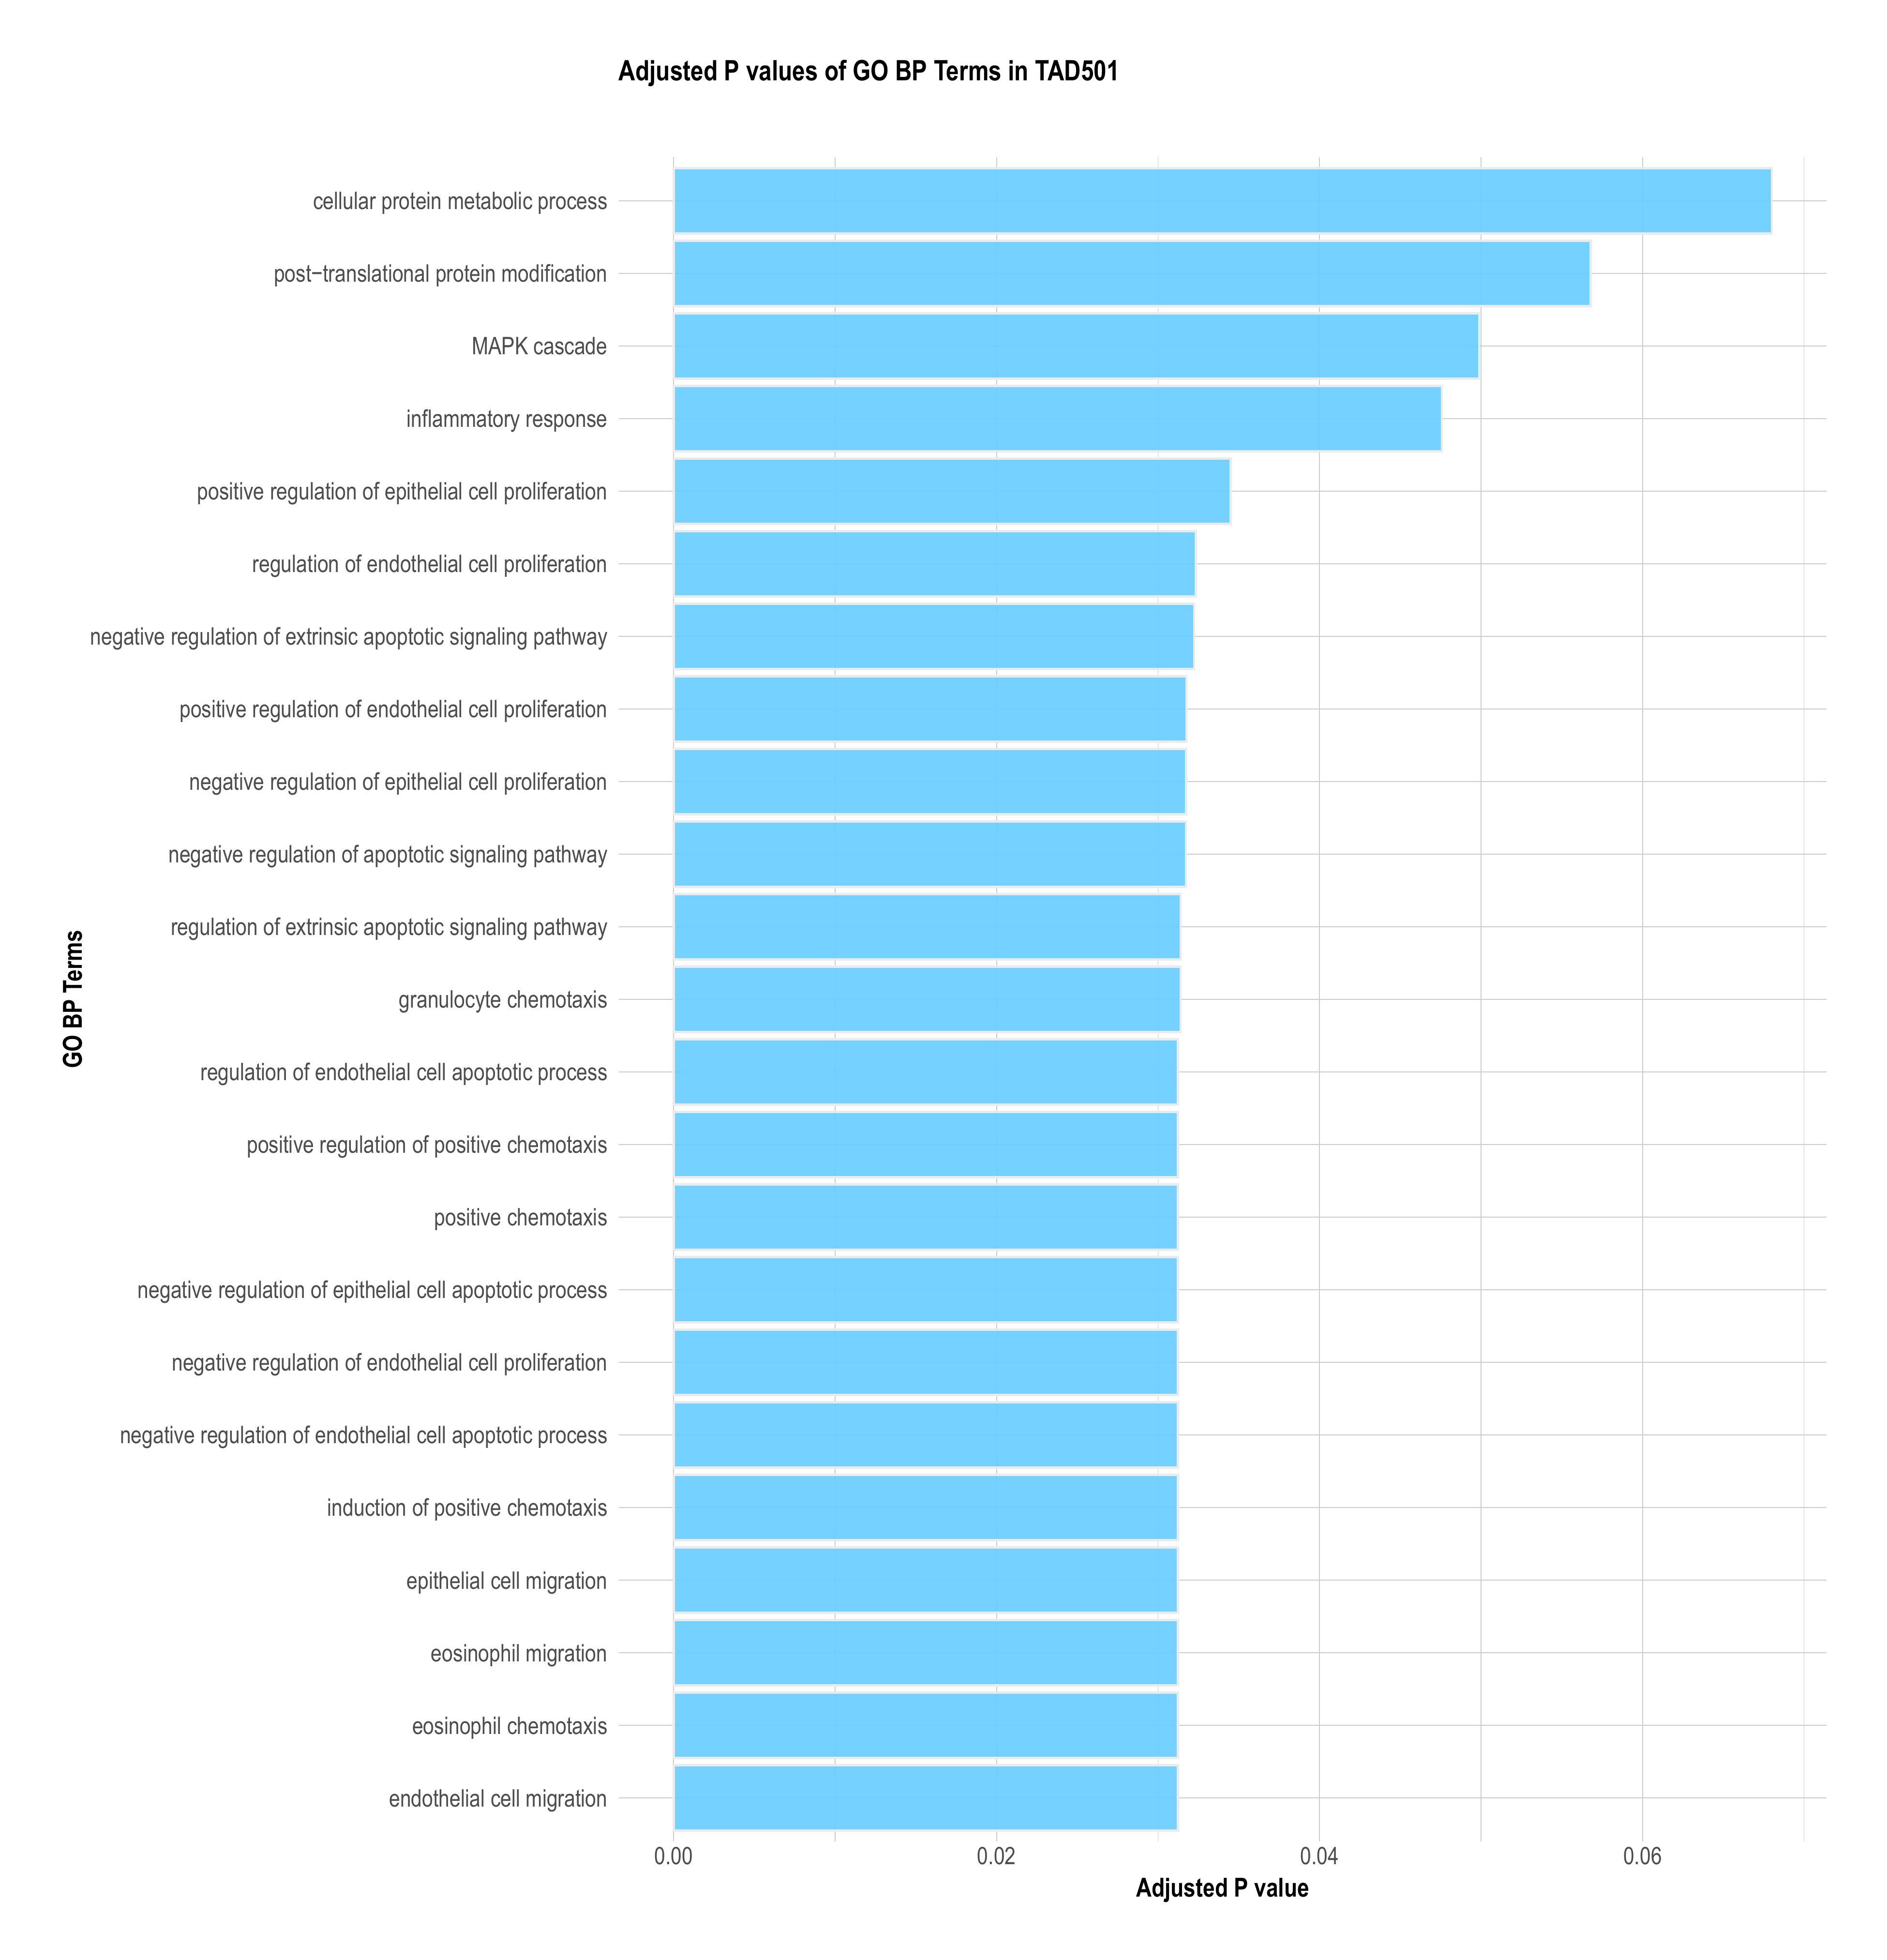 Adjusted P values of GO BP Terms in TAD501
cellular protein metabolic process
post−translational protein modification
MAPK cascade
inflammatory response
positive regulation of epithelial cell proliferation
regulation of endothelial cell proliferation
negative regulation of extrinsic apoptotic signaling pathway
positive regulation of endothelial cell proliferation
negative regulation of epithelial cell proliferation
negative regulation of apoptotic signaling pathway
regulation of extrinsic apoptotic signaling pathway
granulocyte chemotaxis
regulation of endothelial cell apoptotic process
positive regulation of positive chemotaxis
positive chemotaxis
negative regulation of epithelial cell apoptotic process
negative regulation of endothelial cell proliferation
negative regulation of endothelial cell apoptotic process
induction of positive chemotaxis
epithelial cell migration
eosinophil migration
eosinophil chemotaxis
endothelial cell migration
GO BP Terms
0.00 0.02 0.04 0.06
Adjusted P value